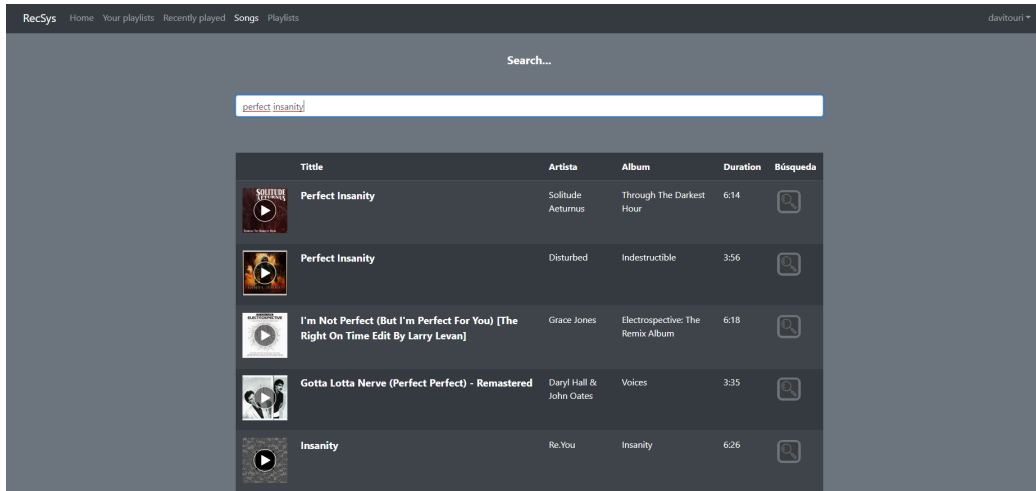 RecSys Home Your playlists Recently played Songs Playlists davitouri
Search...
perfect insanity
Tittle Artista Album Duration Búsqueda
SOLITUDE
AETURNUS
Perfect Insanity Solitude Through The Darkest 6:14
Aeturnus Hour
Perfect Insanity Disturbed Indestructible 3:56
ELECTROSPECTIVE
I'm Not Perfect (But I'm Perfect For You) [The Grace Jones Electrospective: The 6:18
Right On Time Edit By Larry Levan] Remix Album
Gotta Lotta Nerve (Perfect Perfect) - Remastered Daryl Hall & Voices 3:35
John Oates
Insanity Re.You Insanity 6:26